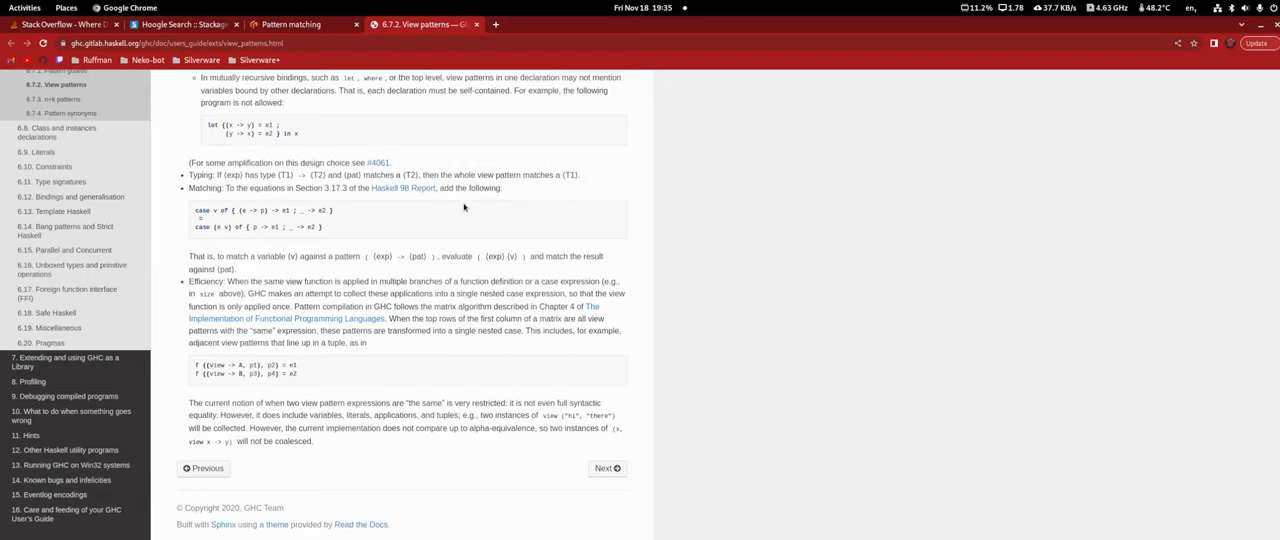 Activities Places Google Chrome Fri Nov 18 19:35 11.2% 1.78 37.7 KB/s 4.63 GHz 48.2°C
Stack Overflow - Where D Hoogle Search :: Stackage Pattern matching 6.7.2. View patterns — Gl
ghc.gitlab.haskell.org/ghc/doc/users_guide/exts/view_patterns.html Update
Ruffman Neko-bot Silverware Silverware+
6.7.1. Pattern guards
6.7.2. View patterns
6.7.3. n+k patterns
6.7.4. Pattern synonyms
6.8. Class and instances
declarations
6.9. Literals
6.10. Constraints
6.11. Type signatures
6.12. Bindings and generalisation
6.13. Template Haskell
6.14. Bang patterns and Strict
Haskell
6.15. Parallel and Concurrent
6.16. Unboxed types and primitive
operations
6.17. Foreign function interface
(FFI)
6.18. Safe Haskell
6.19. Miscellaneous
6.20. Pragmas
7. Extending and using GHC as a
Library
8. Profiling
9. Debugging compiled programs
10. What to do when something goes
wrong
11. Hints
12. Other Haskell utility programs
13. Running GHC on Win32 systems
14. Known bugs and infelicities
15. Eventlog encodings
16. Care and feeding of your GHC
User's Guide
In mutually recursive bindings, such as let, where, or the top level, view patterns in one declaration may not mention
variables bound by other declarations. That is, each declaration must be self-contained. For example, the following
program is not allowed:
let {(x -> y) = e1 ;
(y -> x) = e2 } in x
(For some amplification on this design choice see #4061.
Typing: If ⟨exp⟩ has type ⟨T1⟩ -> ⟨T2⟩ and ⟨pat⟩ matches a ⟨T2⟩, then the whole view pattern matches a ⟨T1⟩.
Matching: To the equations in Section 3.17.3 of the Haskell 98 Report, add the following:
case v of { (e -> p) -> e1 ; _ -> e2 }
=
case (e v) of { p -> e1 ; _ -> e2 }
That is, to match a variable ⟨v⟩ against a pattern ( ⟨exp⟩ -> ⟨pat⟩ ), evaluate ( ⟨exp⟩ ⟨v⟩ ) and match the result
against ⟨pat⟩.
Efficiency: When the same view function is applied in multiple branches of a function definition or a case expression (e.g.,
in size above), GHC makes an attempt to collect these applications into a single nested case expression, so that the view
function is only applied once. Pattern compilation in GHC follows the matrix algorithm described in Chapter 4 of The
Implementation of Functional Programming Languages. When the top rows of the first column of a matrix are all view
patterns with the “same” expression, these patterns are transformed into a single nested case. This includes, for example,
adjacent view patterns that line up in a tuple, as in
f ((view -> A, p1), p2) = e1
f ((view -> B, p3), p4) = e2
The current notion of when two view pattern expressions are “the same” is very restricted: it is not even full syntactic
equality. However, it does include variables, literals, applications, and tuples; e.g., two instances of view ("hi", "there")
will be collected. However, the current implementation does not compare up to alpha-equivalence, so two instances of (x,
view x -> y) will not be coalesced.
Previous Next
© Copyright 2020, GHC Team
Built with Sphinx using a theme provided by Read the Docs.